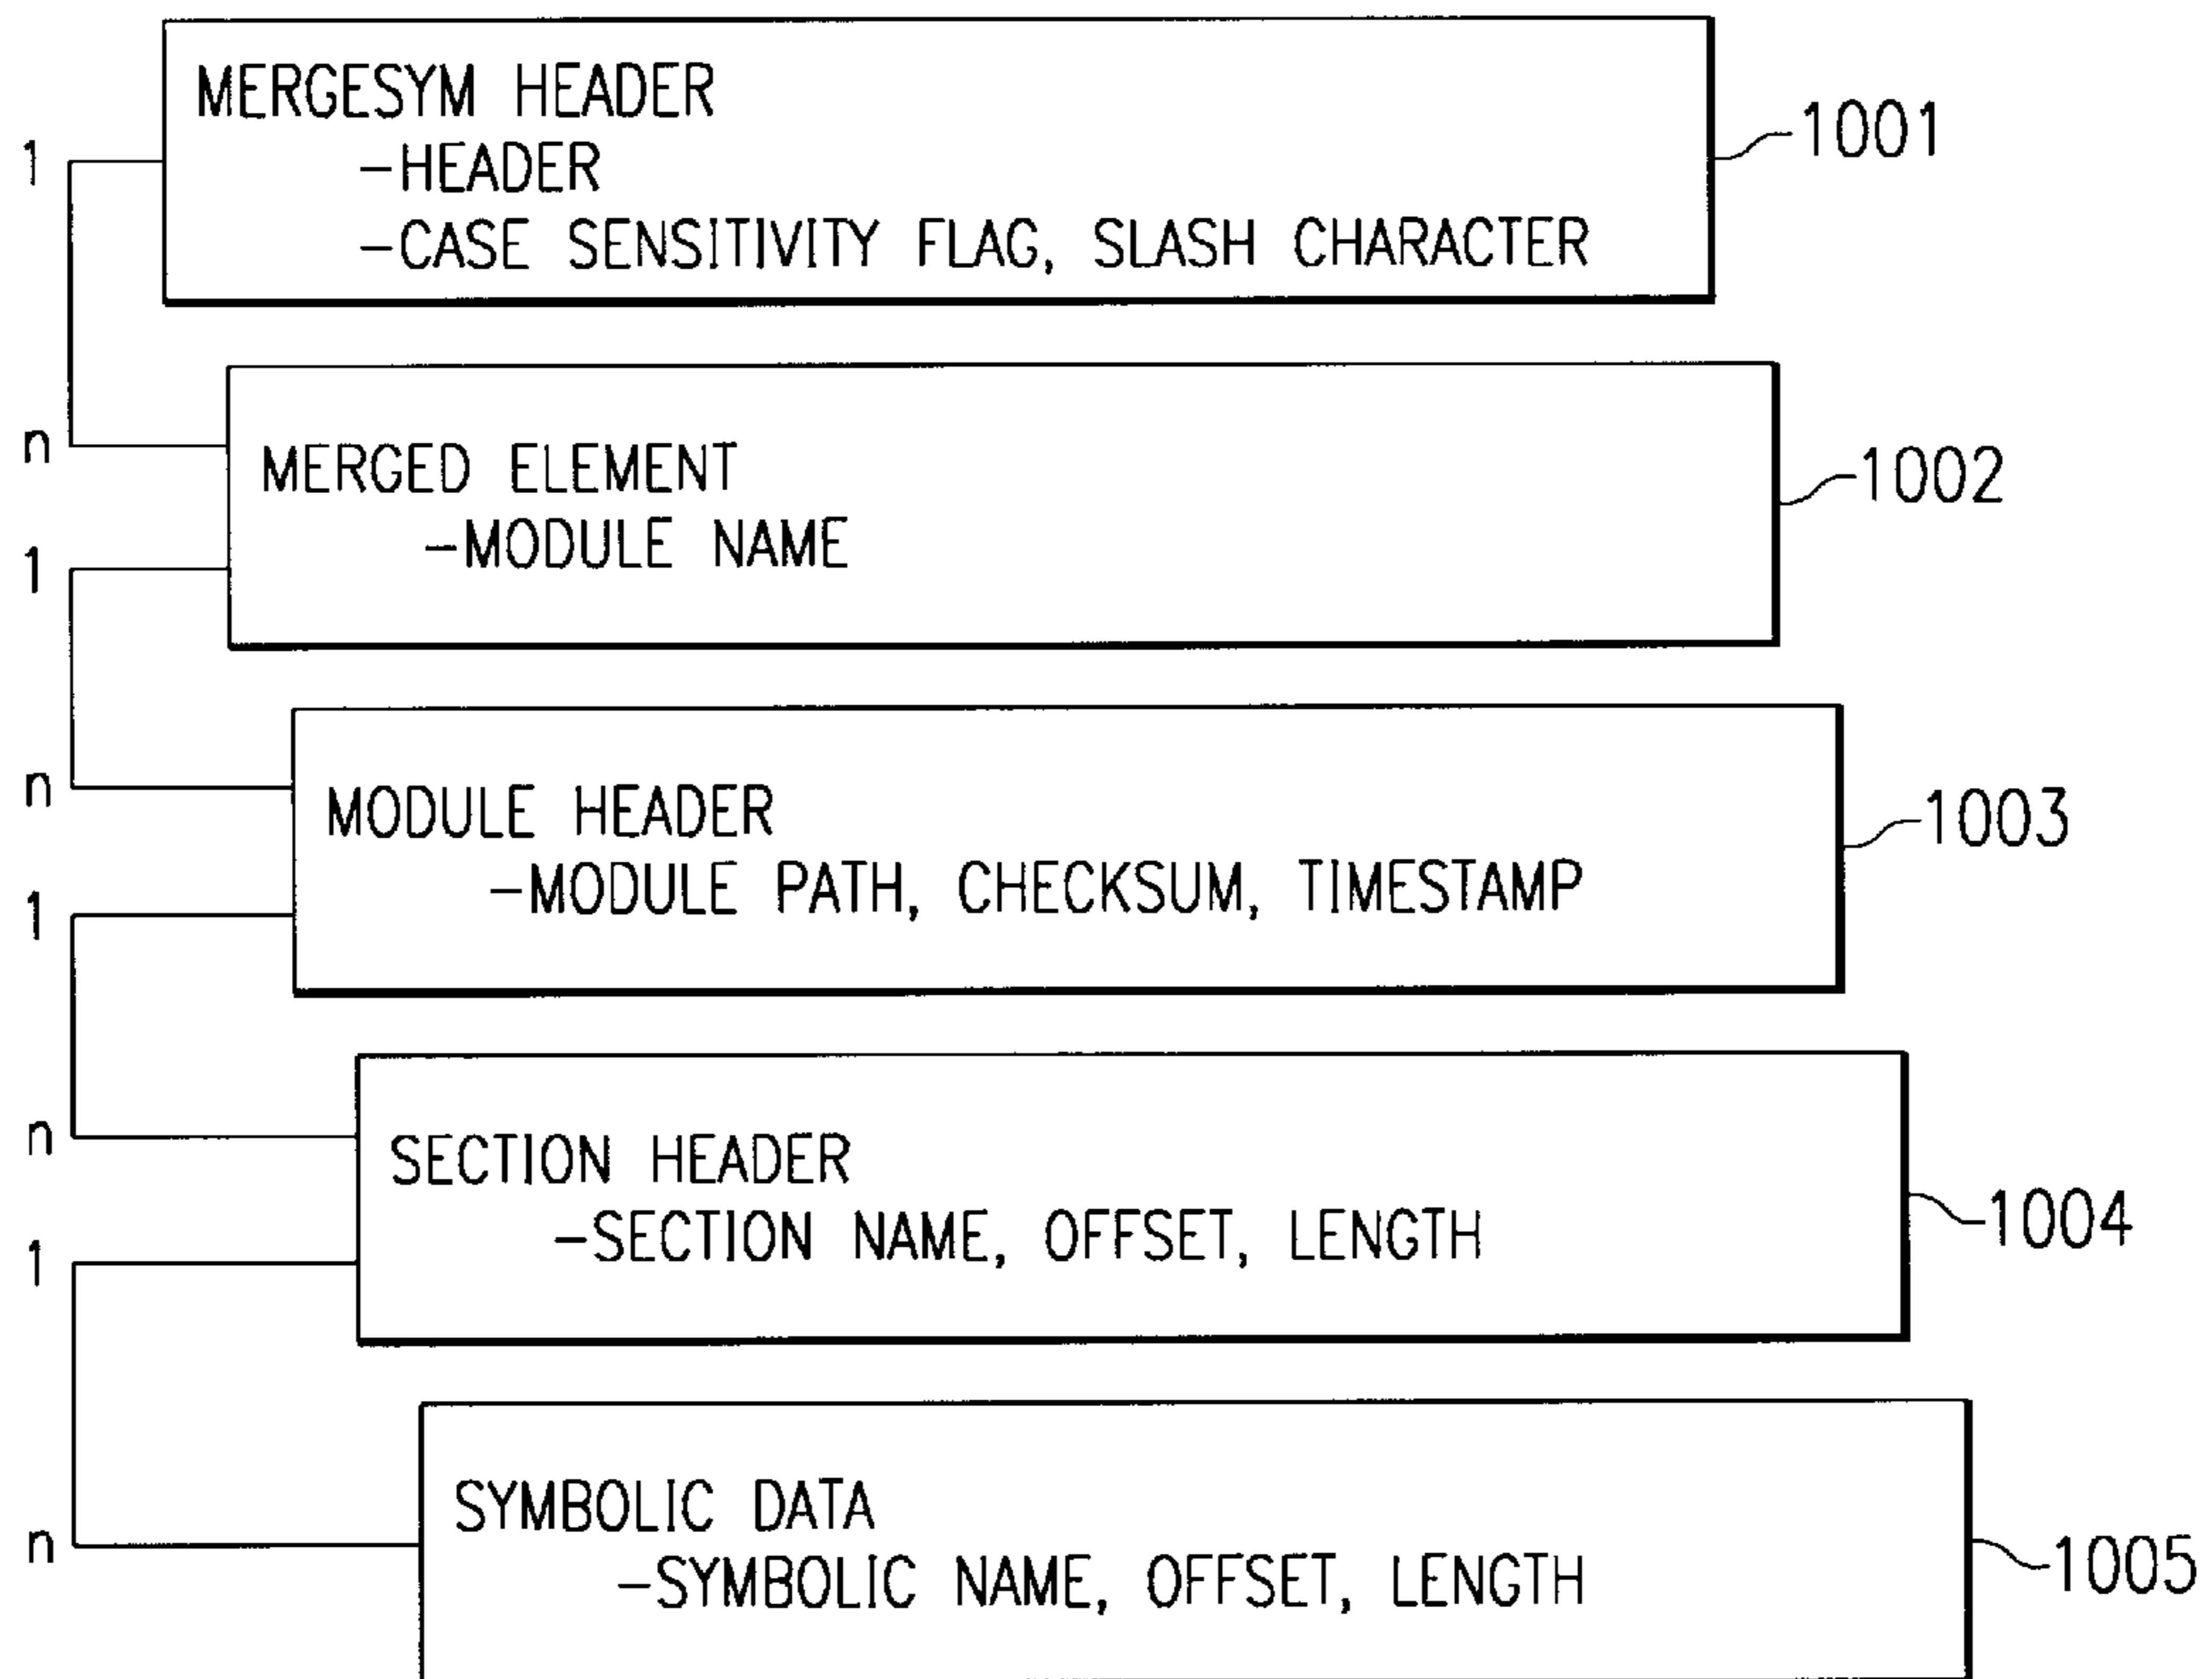 MERGESYM HEADER
-HEADER
-CASE SENSITIVITY FLAG, SLASH CHARACTER
1001
1
n
MERGED ELEMENT
-MODULE NAME
1002
1
n
MODULE HEADER
-MODULE PATH, CHECKSUM, TIMESTAMP
1003
1
n
SECTION HEADER
-SECTION NAME, OFFSET, LENGTH
1004
1
n
SYMBOLIC DATA
-SYMBOLIC NAME, OFFSET, LENGTH
1005